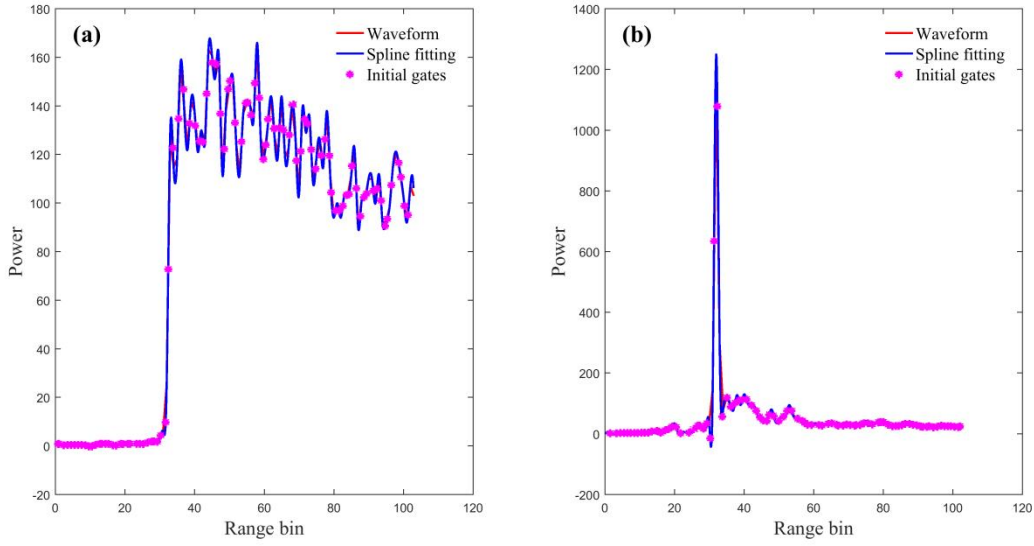 (a)
Waveform
Spline fitting
Initial gates
180
160
140
120
100
80
60
40
20
0
-20
Power
0 20 40 60 80 100 120
Range bin
(b)
Waveform
Spline fitting
Initial gates
1400
1200
1000
800
600
400
200
0
-200
Power
0 20 40 60 80 100 120
Range bin